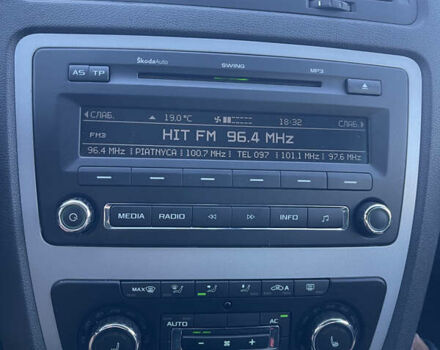 ŠkodaAuto SWING MP3
AS TP
<СЛАБ. 19.0°C 18:32 СЛАБ.>
HIT FM 96.4 MHz
FM3
96.4 MHz | PIATNYCA | 100.7 MHz | TEL 097 | 101.1 MHz | 97.6 MHz
MEDIA RADIO INFO
MAX
A
AUTO AC